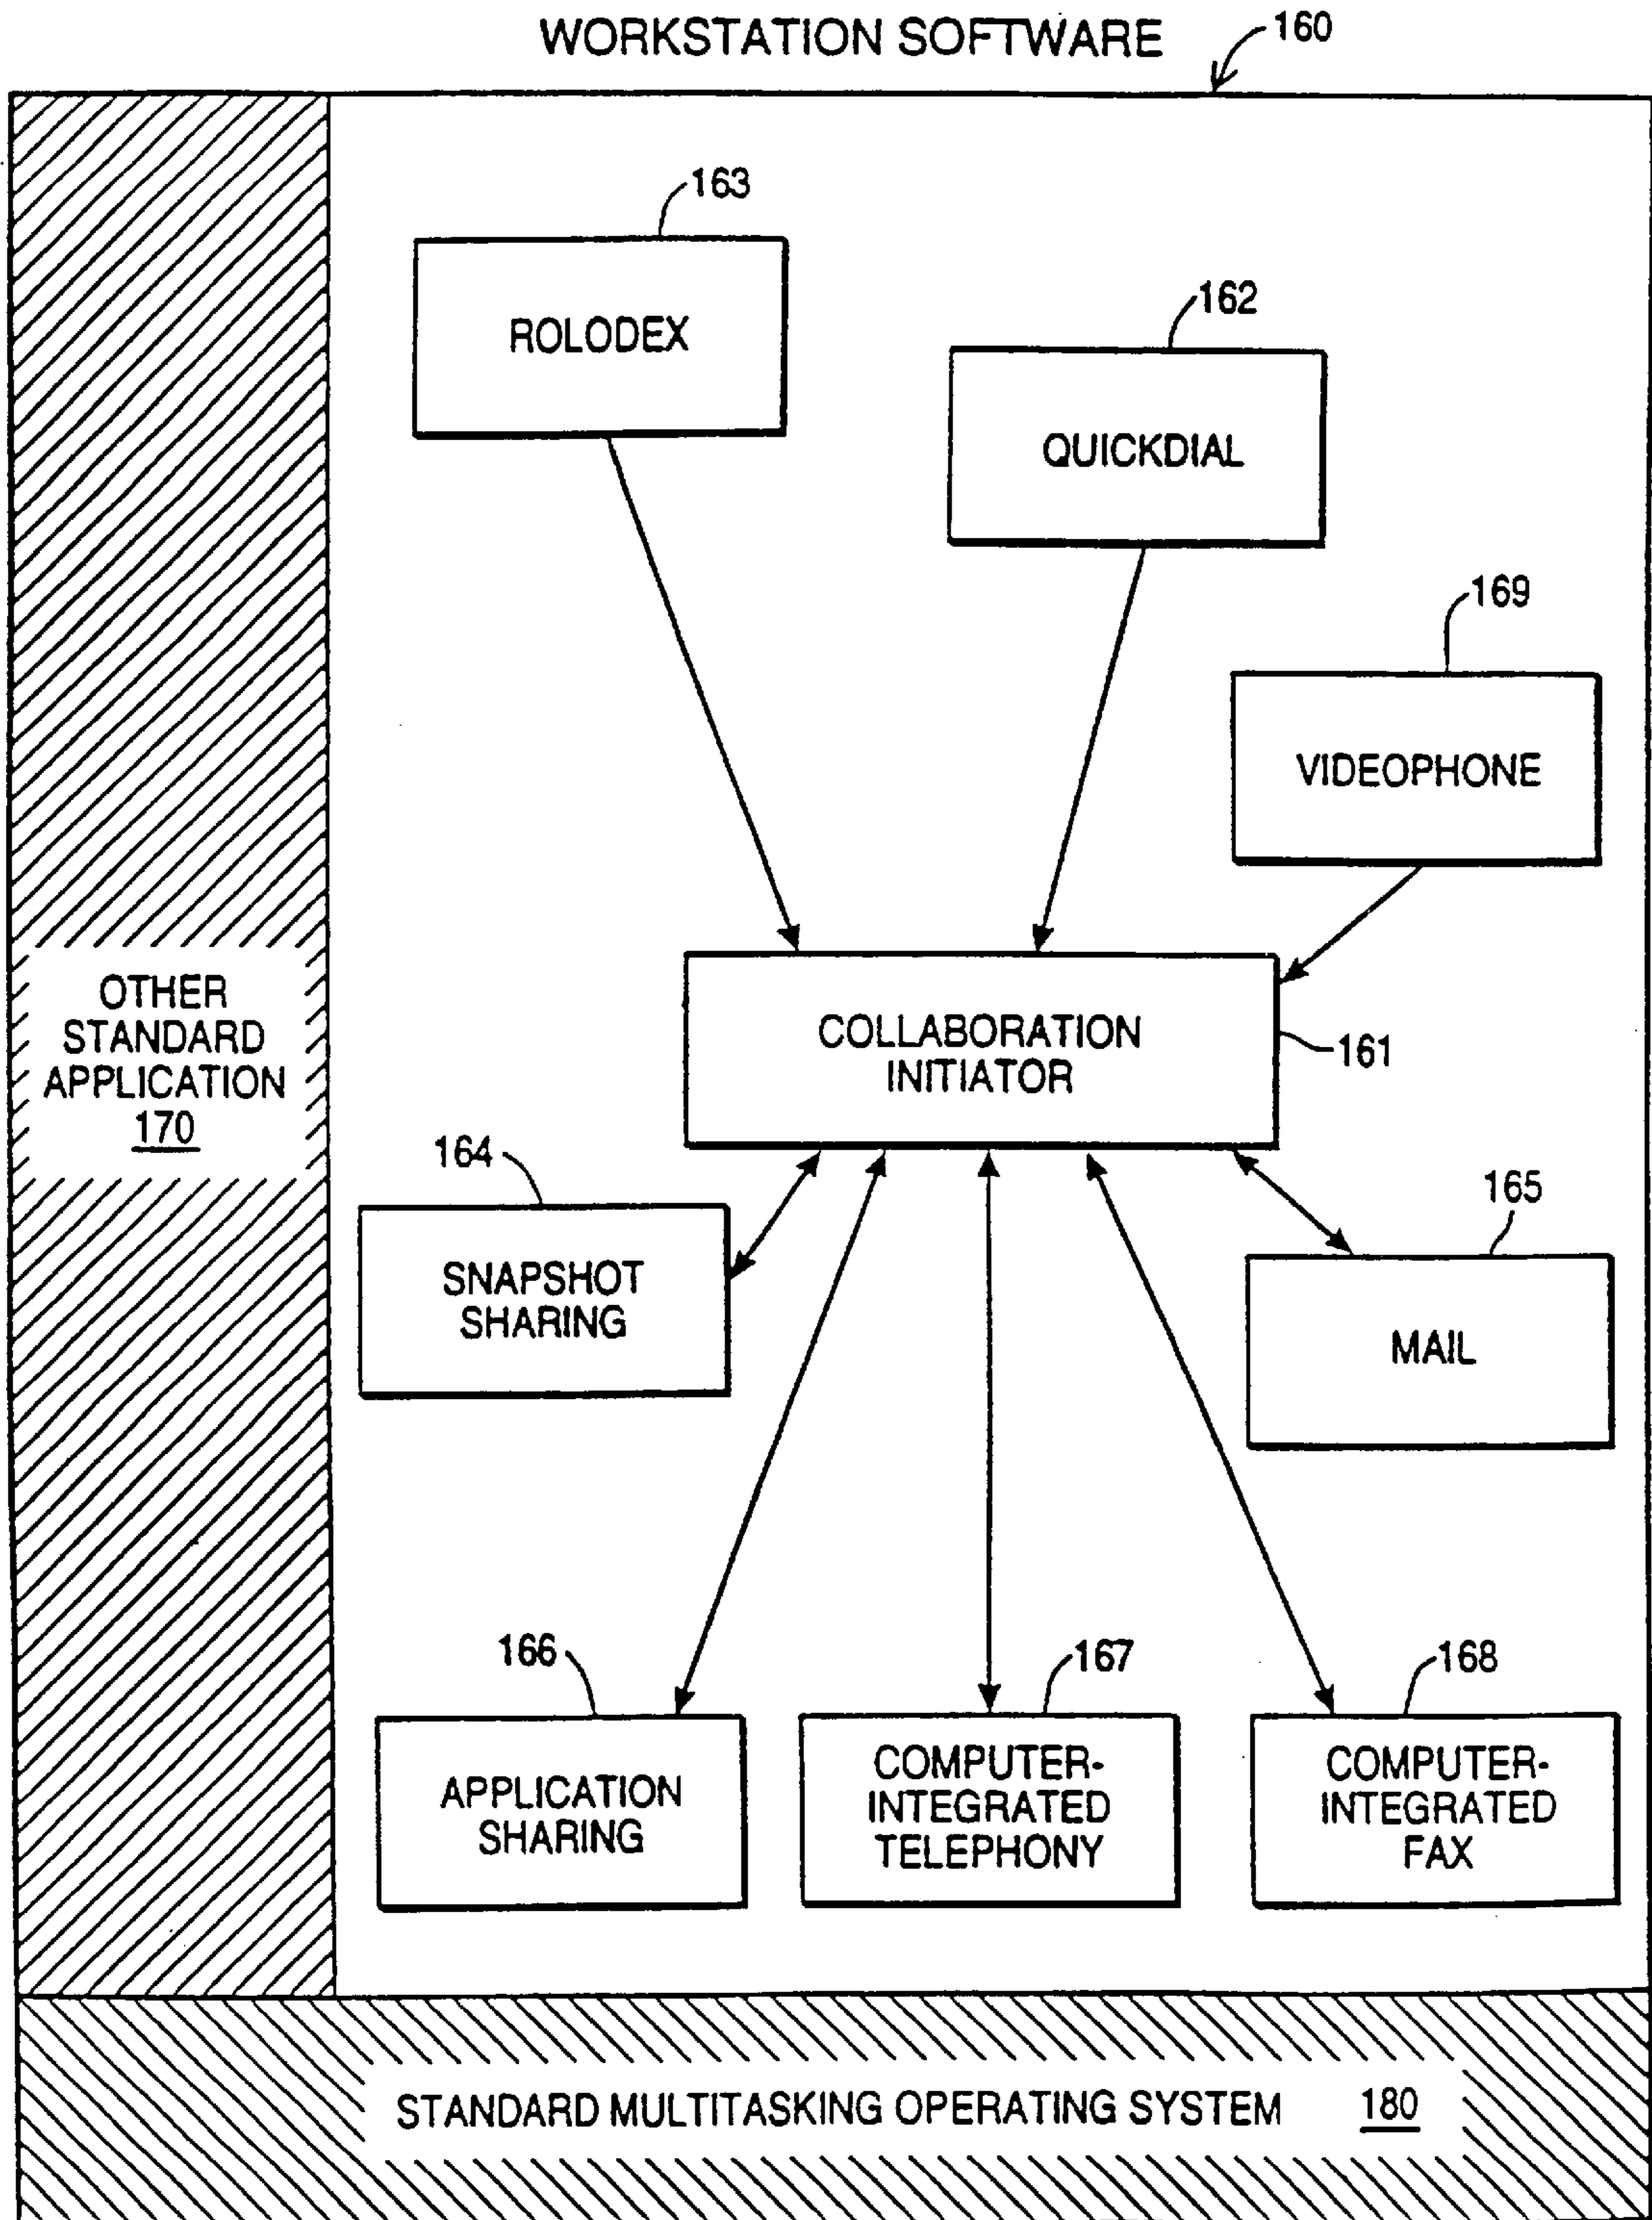 WORKSTATION SOFTWARE
160
163
ROLODEX
162
QUICKDIAL
169
VIDEOPHONE
COLLABORATION
INITIATOR
161
OTHER
STANDARD
APPLICATION
170
164
SNAPSHOT
SHARING
165
MAIL
166
APPLICATION
SHARING
167
COMPUTER-
INTEGRATED
TELEPHONY
168
COMPUTER-
INTEGRATED
FAX
STANDARD MULTITASKING OPERATING SYSTEM 180